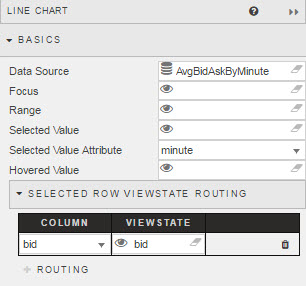 LINE CHART
BASICS
Data Source AvgBidAskByMinute
Focus
Range
Selected Value
Selected Value Attribute minute
Hovered Value
SELECTED ROW VIEWSTATE ROUTING
COLUMN VIEWSTATE
bid bid
ROUTING